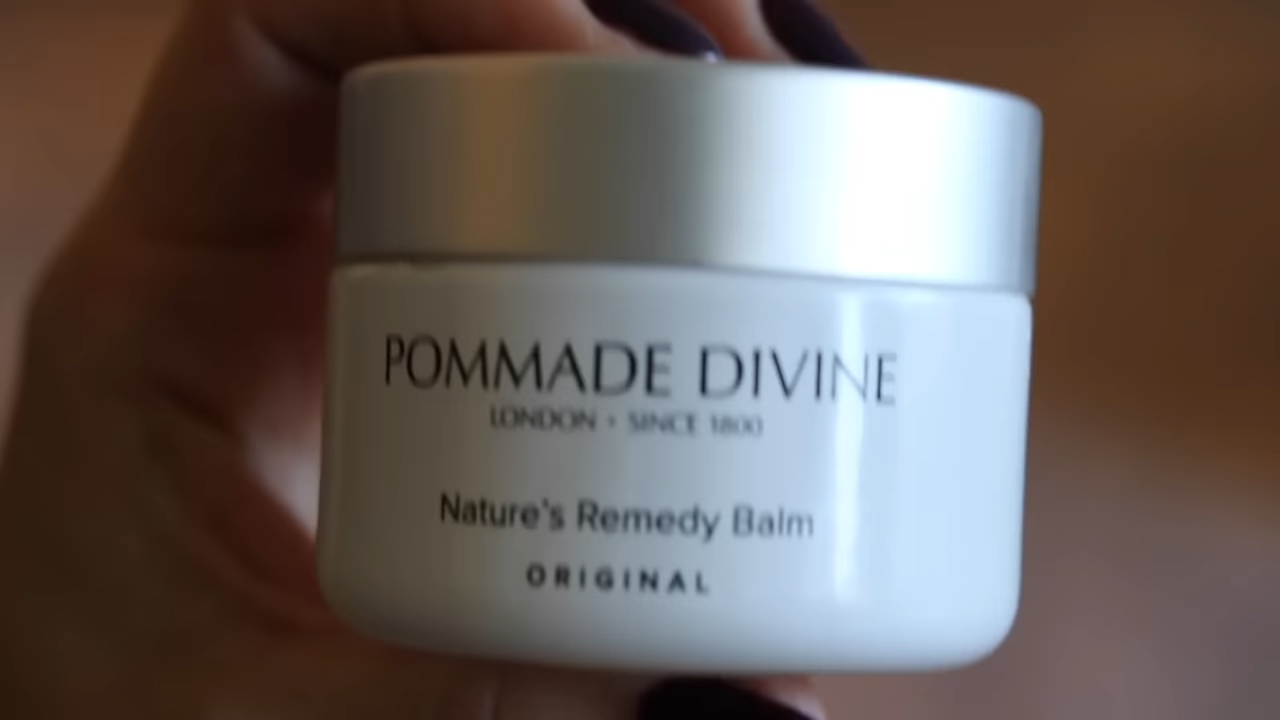 POMMADE DIVINE
LONDON • SINCE 1800
Nature's Remedy Balm
ORIGINAL